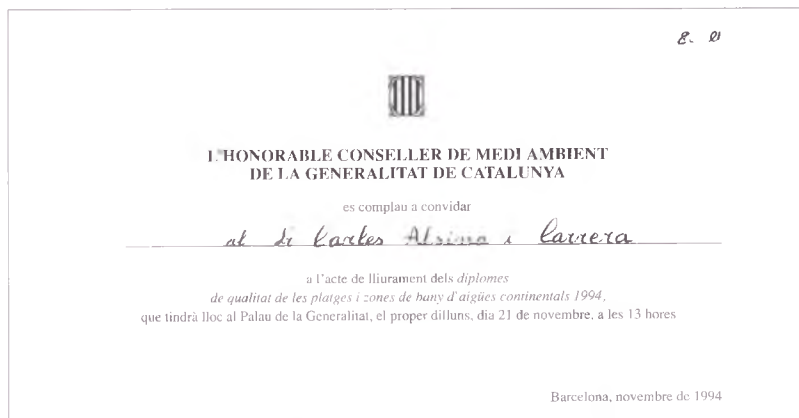 L'HONORABLE CONSELLER DE MEDI AMBIENT
DE LA GENERALITAT DE CATALUNYA
es complau a convidar
al Sr Carles Alsina i Carrera
a l'acte de lliurament dels diplomes
de qualitat de les platges i zones de bany d'aigües continentals 1994,
que tindrà lloc al Palau de la Generalitat, el proper dilluns, dia 21 de novembre, a les 13 hores
Barcelona, novembre de 1994